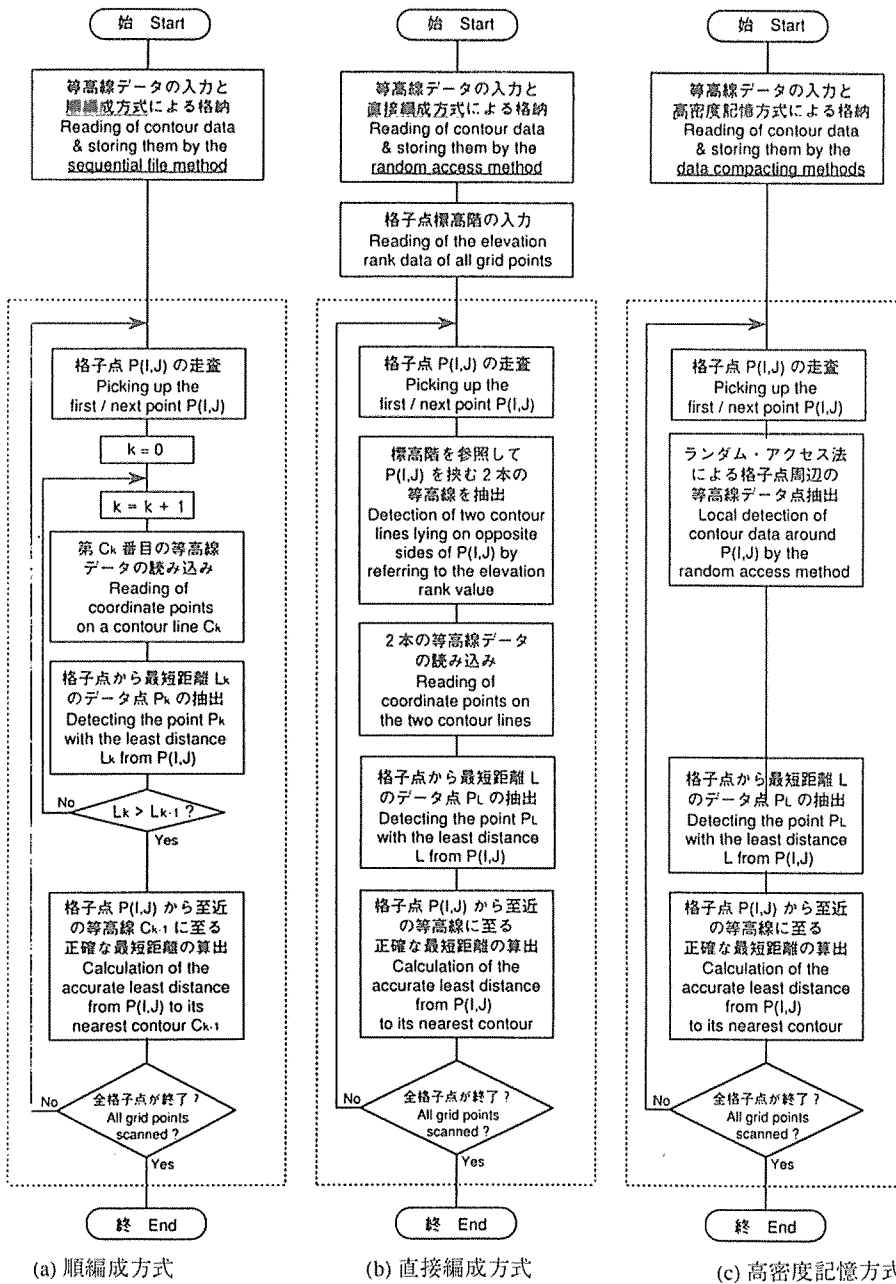 始 Start
等高線データの入力と
順編成方式による格納
Reading of contour data
& storing them by the
sequential file method
格子点 P(I,J) の走査
Picking up the
first / next point P(I,J)
k = 0
k = k + 1
第 Ck 番目の等高線
データの読み込み
Reading of
coordinate points
on a contour line Ck
格子点から最短距離 Lk
のデータ点 Pk の抽出
Detecting the point Pk
with the least distance
Lk from P(I,J)
No
Lk > Lk-1 ?
Yes
格子点 P(I,J) から至近
の等高線 Ck-1 に至る
正確な最短距離の算出
Calculation of the
accurate least distance
from P(I,J) to its
nearest contour Ck-1
No
全格子点が終了?
All grid points
scanned ?
Yes
終 End
(a) 順編成方式
始 Start
等高線データの入力と
直接編成方式による格納
Reading of contour data
& storing them by the
random access method
格子点標高階の入力
Reading of the elevation
rank data of all grid points
格子点 P(I,J) の走査
Picking up the
first / next point P(I,J)
標高階を参照して
P(I,J) を挟む 2 本の
等高線を抽出
Detection of two contour
lines lying on opposite
sides of P(I,J) by
referring to the elevation
rank value
2 本の等高線データ
の読み込み
Reading of
coordinate points on
the two contour lines
格子点から最短距離 L
のデータ点 PL の抽出
Detecting the point PL
with the least distance
L from P(I,J)
格子点 P(I,J) から至近
の等高線に至る
正確な最短距離の算出
Calculation of the
accurate least distance
from P(I,J)
to its nearest contour
No
全格子点が終了?
All grid points
scanned ?
Yes
終 End
(b) 直接編成方式
始 Start
等高線データの入力と
高密度記憶方式による格納
Reading of contour data
& storing them by the
data compacting methods
格子点 P(I,J) の走査
Picking up the
first / next point P(I,J)
ランダム・アクセス法
による格子点周辺の
等高線データ点抽出
Local detection of
contour data around
P(I,J) by the
random access method
格子点から最短距離 L
のデータ点 PL の抽出
Detecting the point PL
with the least distance
L from P(I,J)
格子点 P(I,J) から至近
の等高線に至る
正確な最短距離の算出
Calculation of the
accurate least distance
from P(I,J)
to its nearest contour
No
全格子点が終了?
All grid points
scanned ?
Yes
終 End
(c) 高密度記憶方式